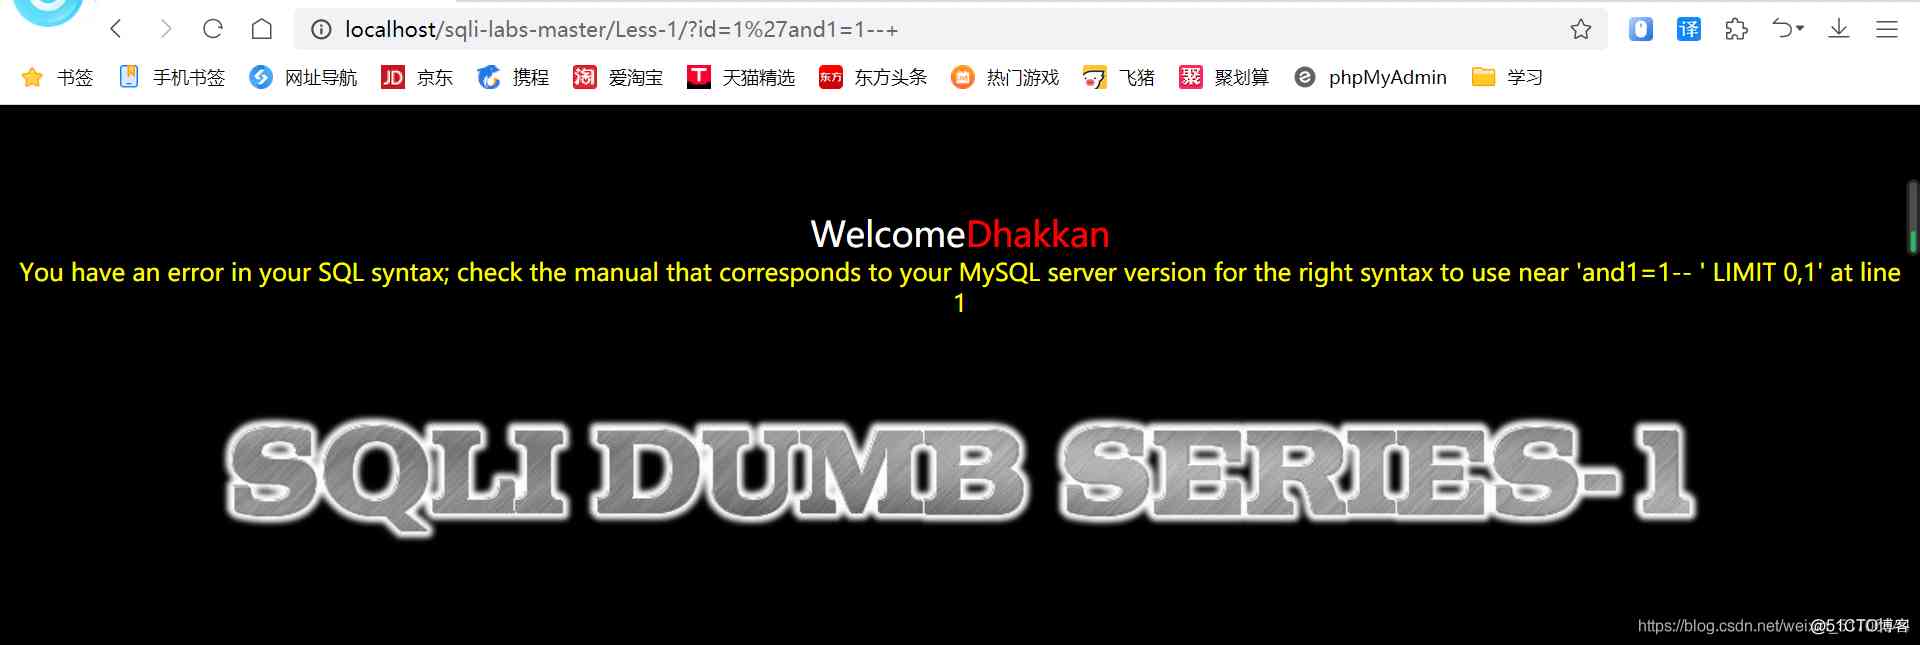 localhost/sqli-labs-master/Less-1/?id=1%27and1=1--+
译
书签 手机书签 网址导航 JD 京东 携程 淘 爱淘宝 T 天猫精选 东方 东方头条 热门游戏 飞猪 聚 聚划算 phpMyAdmin 学习
WelcomeDhakkan
You have an error in your SQL syntax; check the manual that corresponds to your MySQL server version for the right syntax to use near 'and1=1-- ' LIMIT 0,1' at line
1
SQLI DUMB SERIES-1
https://blog.csdn.net/weixin_ @51CTO博客